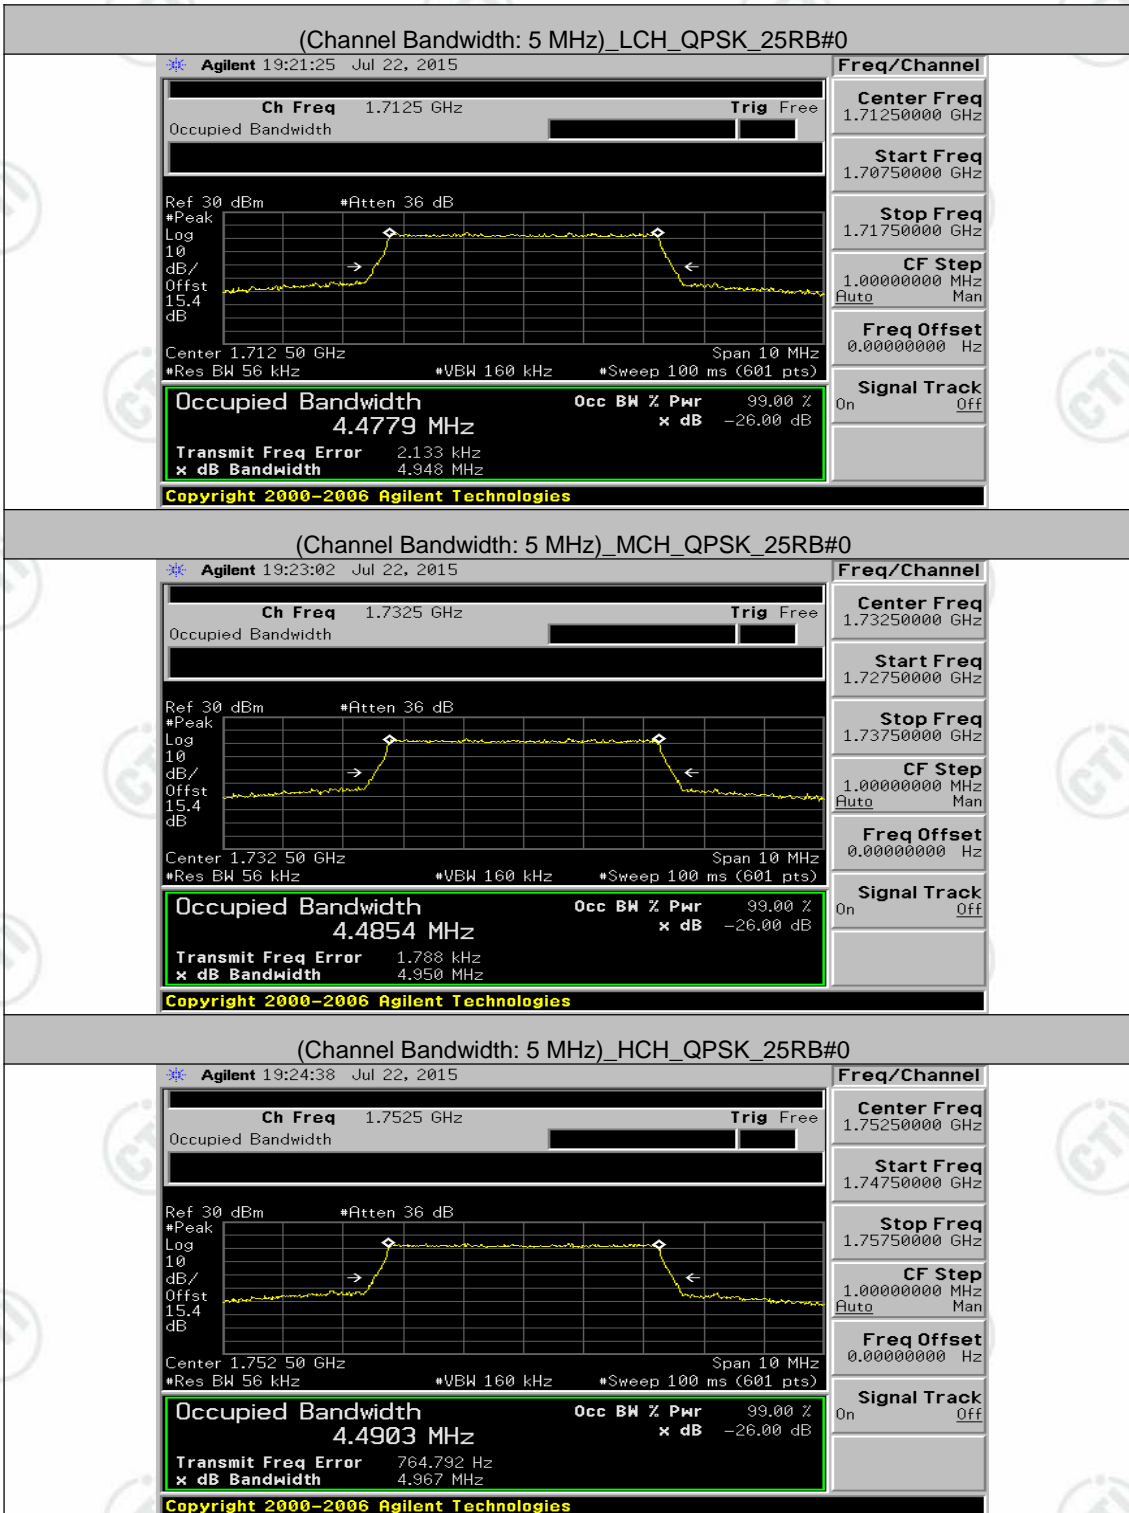 (Channel Bandwidth: 5 MHz)_LCH_QPSK_25RB#0
Agilent 19:21:25 Jul 22, 2015
Freq/Channel
Ch Freq 1.7125 GHz Trig Free
Occupied Bandwidth
Center Freq
1.71250000 GHz
Start Freq
1.70750000 GHz
Stop Freq
1.71750000 GHz
CF Step
1.00000000 MHz
Auto Man
Freq Offset
0.00000000 Hz
Signal Track
On Off
Ref 30 dBm #Atten 36 dB
#Peak
Log
10
dB/
Offst
15.4
dB
Center 1.712 50 GHz Span 10 MHz
#Res BW 56 kHz #VBW 160 kHz #Sweep 100 ms (601 pts)
Occupied Bandwidth
4.4779 MHz
Occ BW % Pwr 99.00 %
x dB -26.00 dB
Transmit Freq Error 2.133 kHz
x dB Bandwidth 4.948 MHz
Copyright 2000-2006 Agilent Technologies
(Channel Bandwidth: 5 MHz)_MCH_QPSK_25RB#0
Agilent 19:23:02 Jul 22, 2015
Freq/Channel
Ch Freq 1.7325 GHz Trig Free
Occupied Bandwidth
Center Freq
1.73250000 GHz
Start Freq
1.72750000 GHz
Stop Freq
1.73750000 GHz
CF Step
1.00000000 MHz
Auto Man
Freq Offset
0.00000000 Hz
Signal Track
On Off
Ref 30 dBm #Atten 36 dB
#Peak
Log
10
dB/
Offst
15.4
dB
Center 1.732 50 GHz Span 10 MHz
#Res BW 56 kHz #VBW 160 kHz #Sweep 100 ms (601 pts)
Occupied Bandwidth
4.4854 MHz
Occ BW % Pwr 99.00 %
x dB -26.00 dB
Transmit Freq Error 1.788 kHz
x dB Bandwidth 4.950 MHz
Copyright 2000-2006 Agilent Technologies
(Channel Bandwidth: 5 MHz)_HCH_QPSK_25RB#0
Agilent 19:24:38 Jul 22, 2015
Freq/Channel
Ch Freq 1.7525 GHz Trig Free
Occupied Bandwidth
Center Freq
1.75250000 GHz
Start Freq
1.74750000 GHz
Stop Freq
1.75750000 GHz
CF Step
1.00000000 MHz
Auto Man
Freq Offset
0.00000000 Hz
Signal Track
On Off
Ref 30 dBm #Atten 36 dB
#Peak
Log
10
dB/
Offst
15.4
dB
Center 1.752 50 GHz Span 10 MHz
#Res BW 56 kHz #VBW 160 kHz #Sweep 100 ms (601 pts)
Occupied Bandwidth
4.4903 MHz
Occ BW % Pwr 99.00 %
x dB -26.00 dB
Transmit Freq Error 764.792 Hz
x dB Bandwidth 4.967 MHz
Copyright 2000-2006 Agilent Technologies
CTI